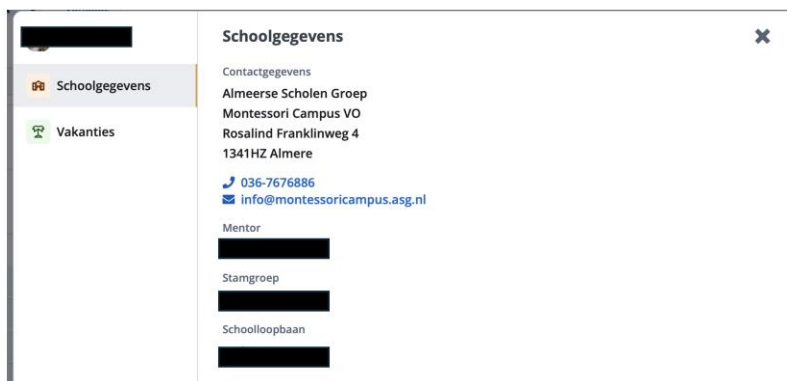 Schoolgegevens
Vakanties
Schoolgegevens
Contactgegevens
Almeerse Scholen Groep
Montessori Campus VO
Rosalind Franklinweg 4
1341HZ Almere
036-7676886
info@montessoricampus.asg.nl
Mentor
Stamgroep
Schoolloopbaan